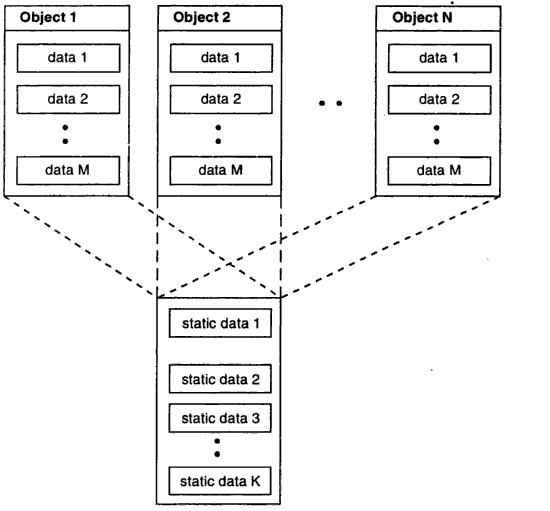 Object 1 Object 2 Object N
data 1 data 1 data 1
data 2 data 2 data 2
data M data M data M
static data 1
static data 2
static data 3
static data K